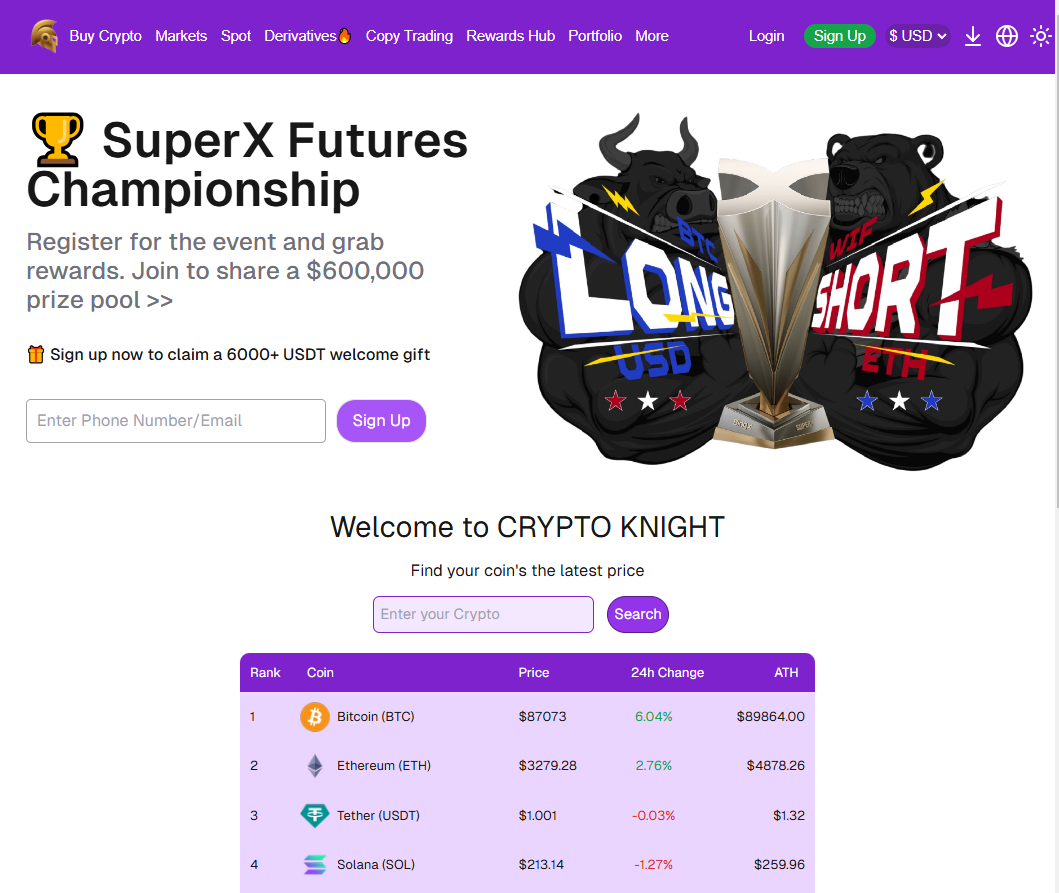 Buy Crypto Markets Spot Derivatives🔥 Copy Trading Rewards Hub Portfolio More Login Sign Up $ USD
🏆 SuperX Futures
Championship
Register for the event and grab
rewards. Join to share a $600,000
prize pool >>
🎁 Sign up now to claim a 6000+ USDT welcome gift
Enter Phone Number/Email Sign Up
BTC
LONG
USD
WIF
SHORT
ETH
Welcome to CRYPTO KNIGHT
Find your coin's the latest price
Enter your Crypto Search
Rank Coin Price 24h Change ATH
1 Bitcoin (BTC) $87073 6.04% $89864.00
2 Ethereum (ETH) $3279.28 2.76% $4878.26
3 Tether (USDT) $1.001 -0.03% $1.32
4 Solana (SOL) $213.14 -1.27% $259.96